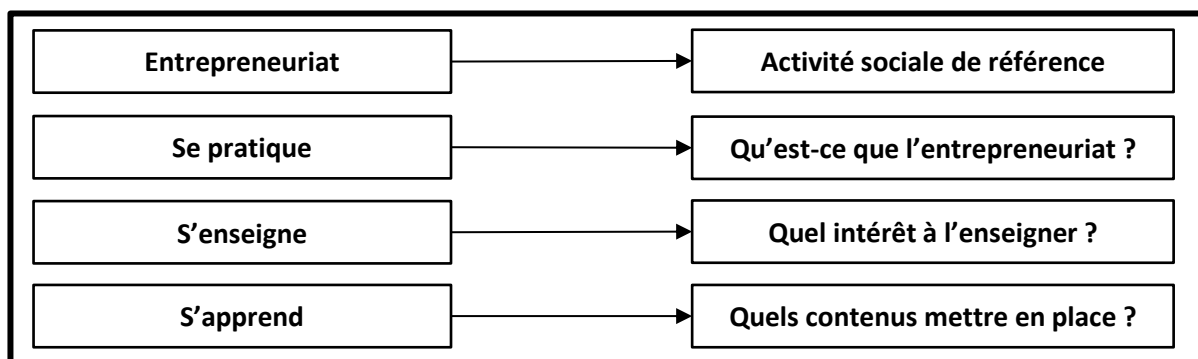 Entrepreneuriat
Activité sociale de référence
Se pratique
Qu’est-ce que l’entrepreneuriat ?
S’enseigne
Quel intérêt à l’enseigner ?
S’apprend
Quels contenus mettre en place ?